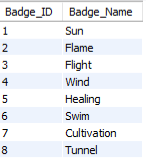 Badge_ID Badge_Name
1 Sun
2 Flame
3 Flight
4 Wind
5 Healing
6 Swim
7 Cultivation
8 Tunnel